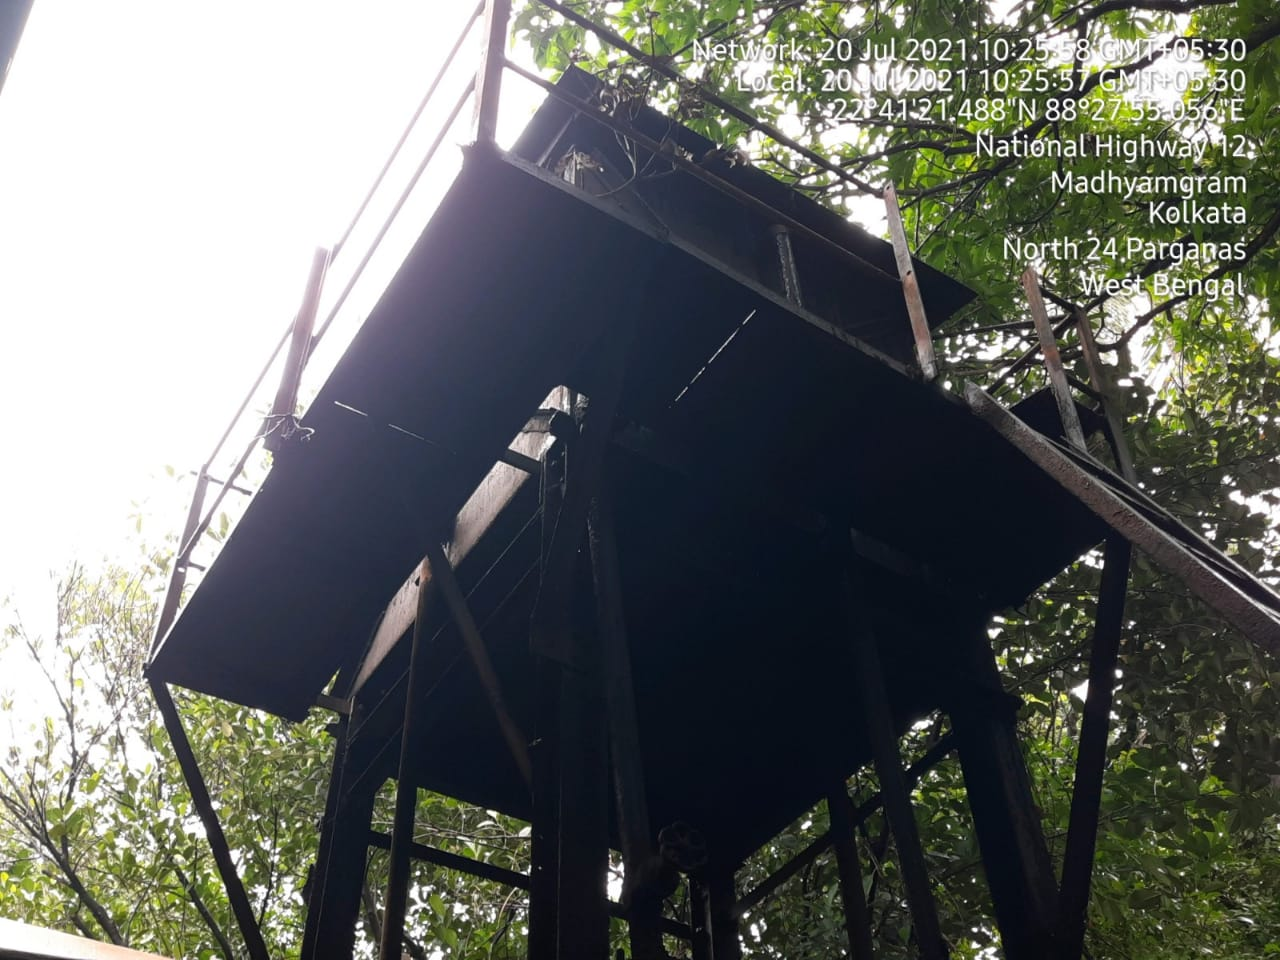 Network: 20 Jul 2021 10:25:58 GMT+05:30
Local: 20 Jul 2021 10:25:57 GMT+05:30
22°41'21.488"N 88°27'55.056"E
National Highway 12
Madhyamgram
Kolkata
North 24 Parganas
West Bengal